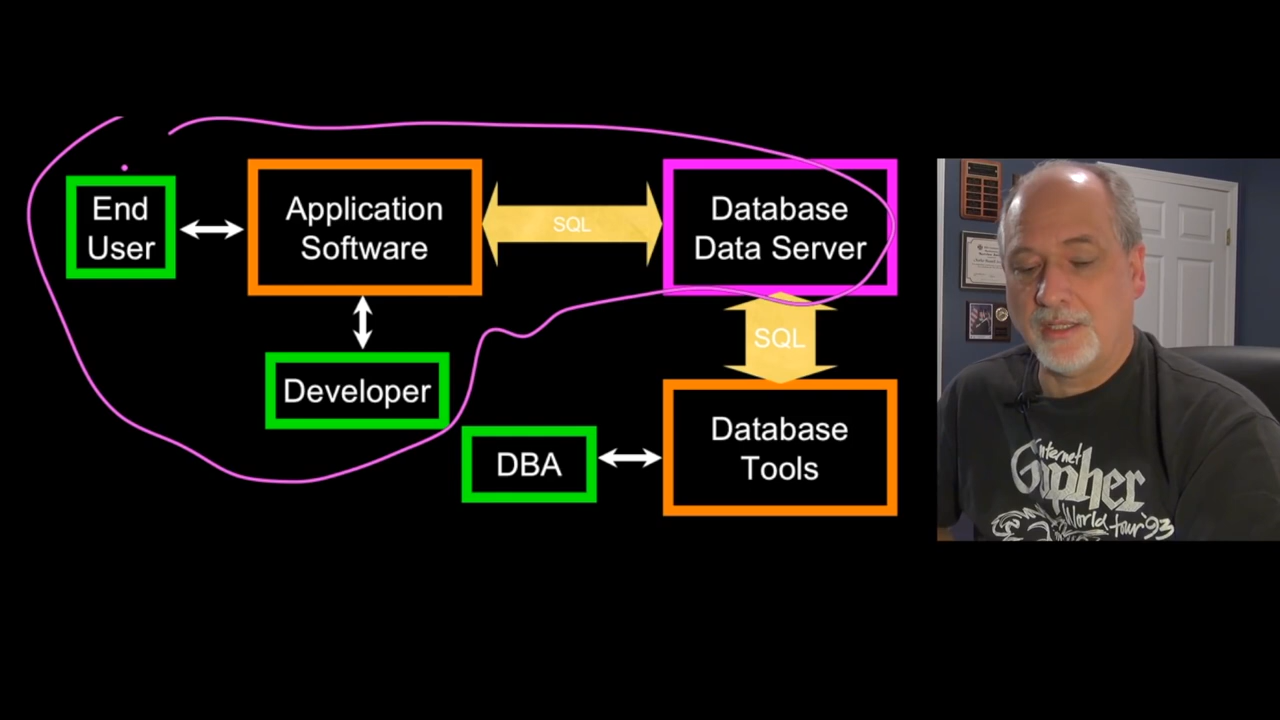 End
User
Application
Software
SQL
Database
Data Server
SQL
Developer
DBA
Database
Tools
Internet
Gopher
World tour '93